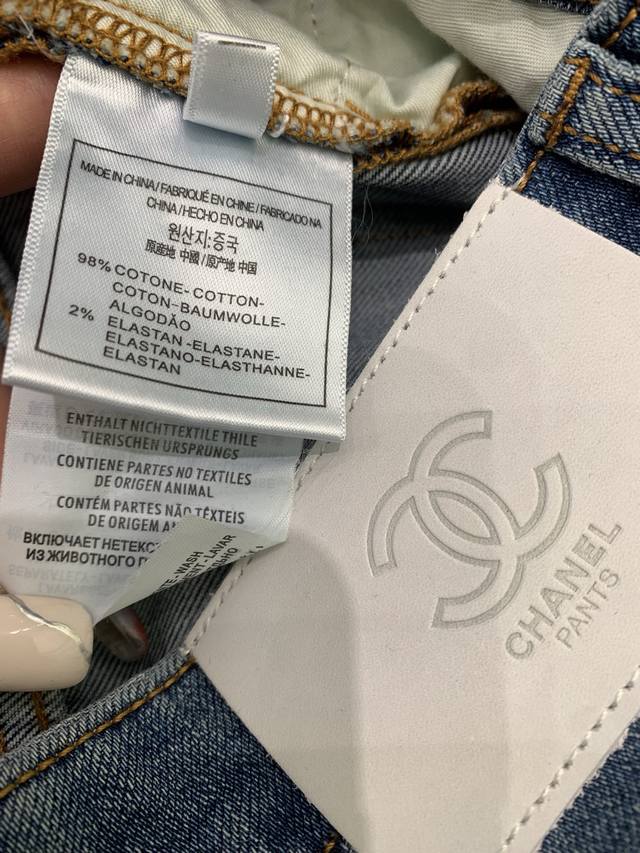 MADE IN CHINA/FABRIQUÉ EN CHINE/FABRICADO NA
CHINA/HECHO EN CHINA
원산지:중국
原産地 中國/原产地 中国
98% COTONE-COTTON-
COTON-BAUMWOLLE-
ALGODÃO
2% ELASTAN-ELASTANE-
ELASTANO-ELASTHANNE-
ELASTAN
ENTHALT NICHTTEXTILE THILE
TIERISCHEN URSPRUNGS
CONTIENE PARTES NO TEXTILES
DE ORIGEN ANIMAL
CONTÉM PARTES NÃO TÊXTEIS
DE ORIGEM
ВКЛЮЧАЕТ
ИЗ ЖИВОТНОГО
WASH
LAVAR
CHANEL
PANTS